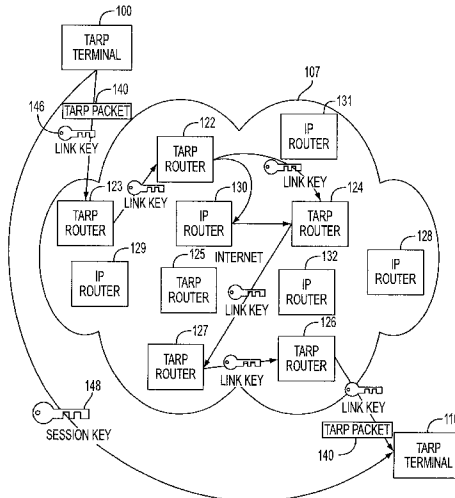 100
TARP
TERMINAL
140
TARP PACKET
146
LINK KEY
107
131
IP
ROUTER
122
TARP
ROUTER
LINK KEY
123
TARP
ROUTER
LINK KEY
130
IP
ROUTER
124
TARP
ROUTER
129
IP
ROUTER
125
TARP
ROUTER
INTERNET
132
IP
ROUTER
128
IP
ROUTER
LINK KEY
127
TARP
ROUTER
126
TARP
ROUTER
LINK KEY
LINK KEY
148
SESSION KEY
TARP PACKET
140
110
TARP
TERMINAL